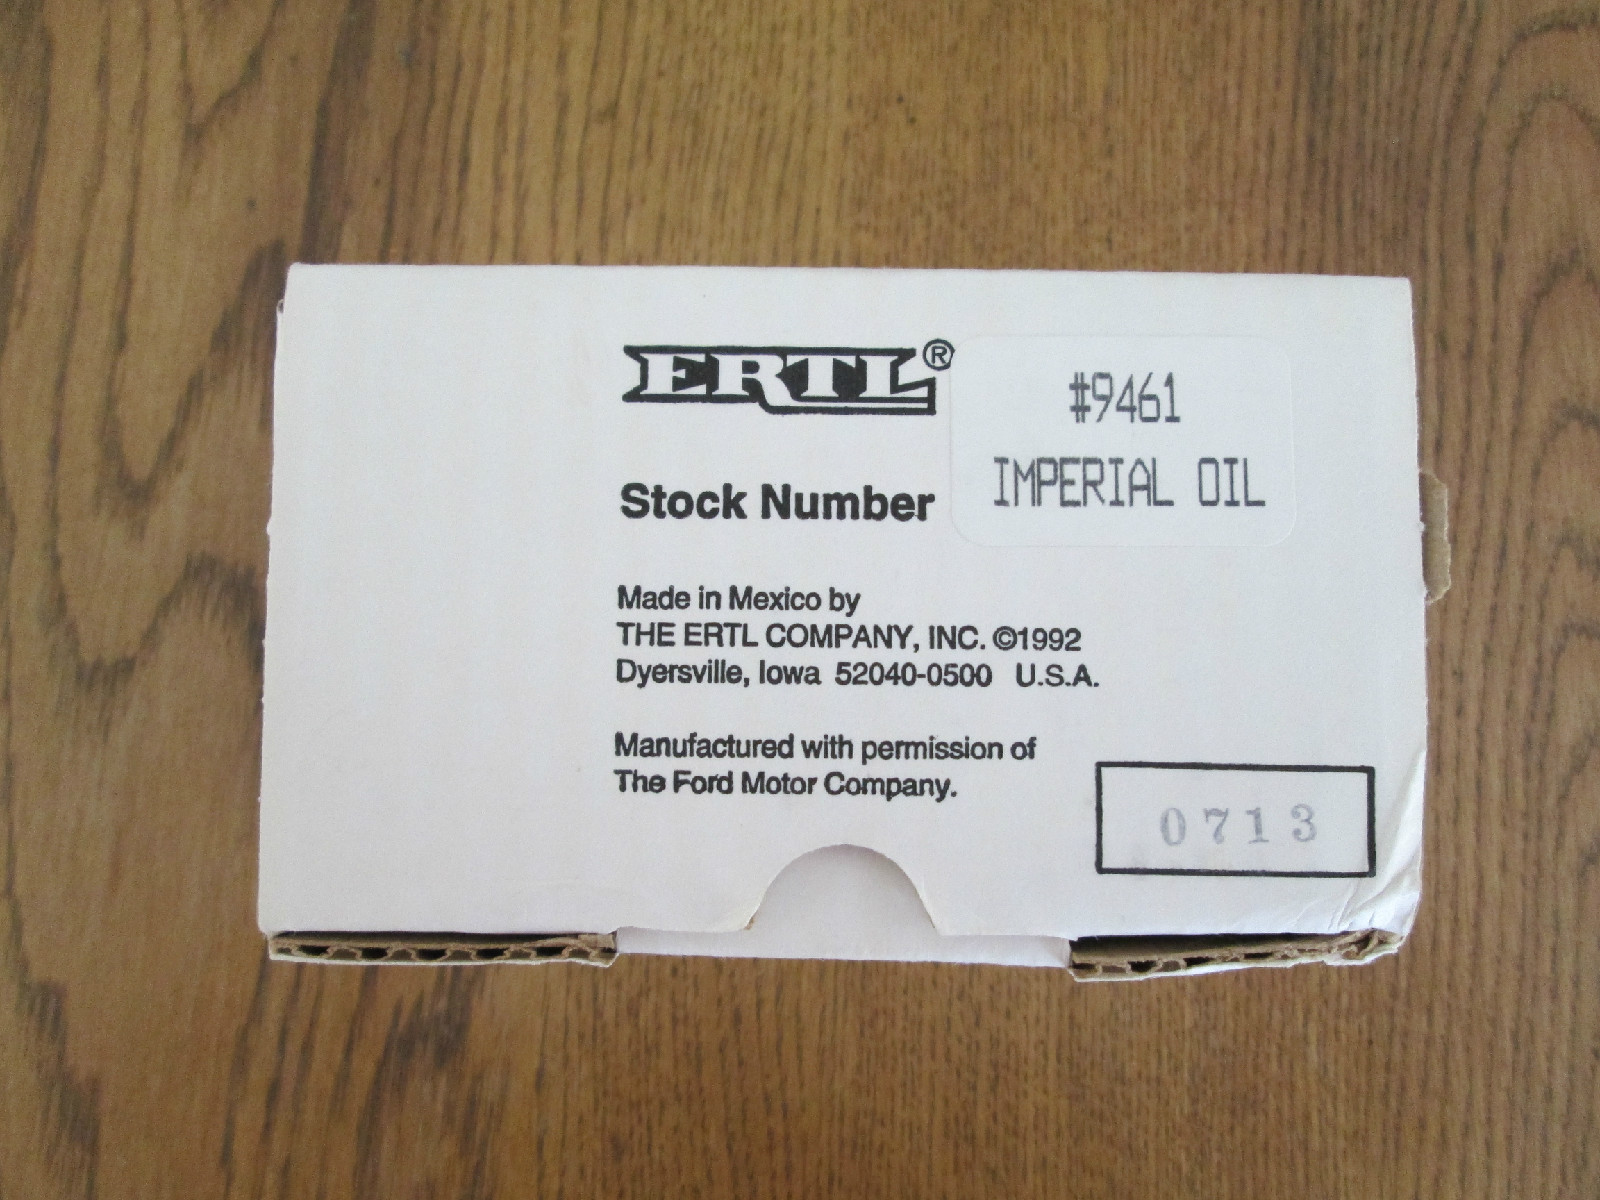 ERTL®
#9461
IMPERIAL OIL
Stock Number
Made in Mexico by
THE ERTL COMPANY, INC. ©1992
Dyersville, Iowa 52040-0500 U.S.A.
Manufactured with permission of
The Ford Motor Company.
0713